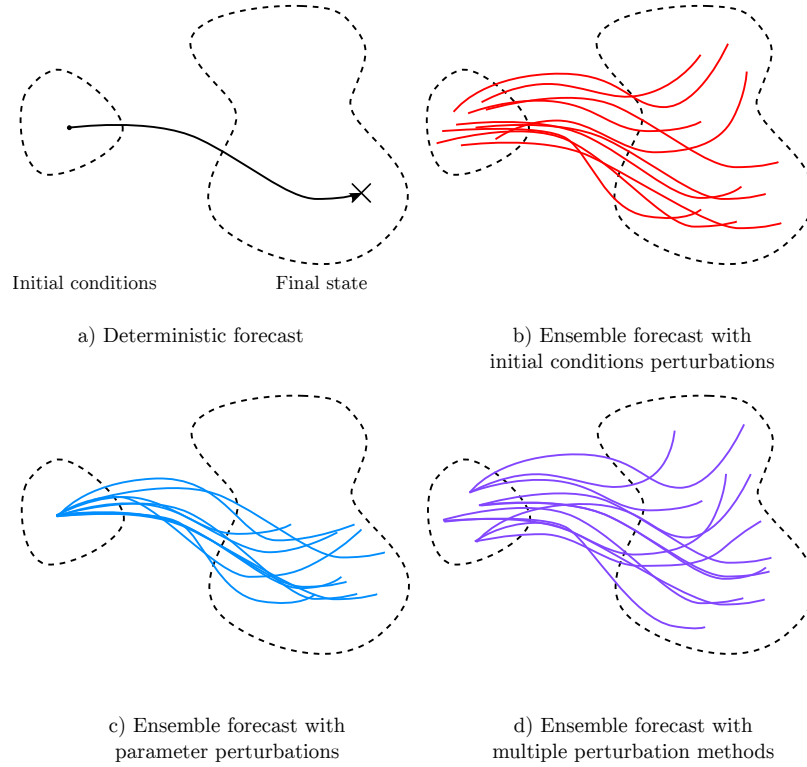 Initial conditions
Final state
a) Deterministic forecast
b) Ensemble forecast with
initial conditions perturbations
c) Ensemble forecast with
parameter perturbations
d) Ensemble forecast with
multiple perturbation methods